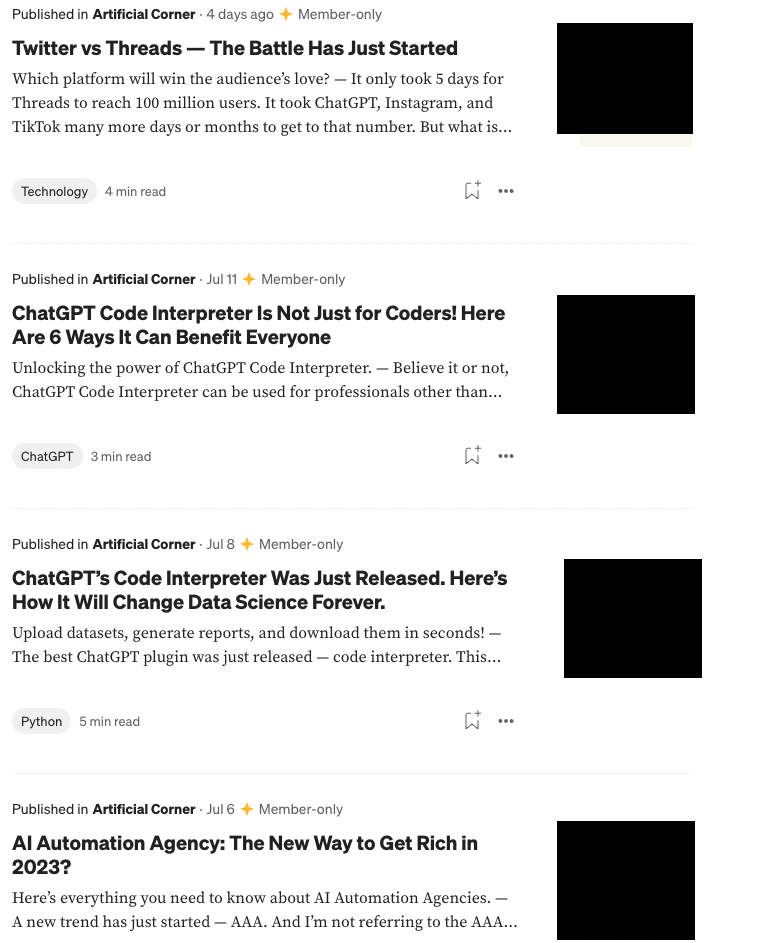 Published in Artificial Corner · 4 days ago Member-only
Twitter vs Threads — The Battle Has Just Started
Which platform will win the audience’s love? — It only took 5 days for
Threads to reach 100 million users. It took ChatGPT, Instagram, and
TikTok many more days or months to get to that number. But what is…
Technology 4 min read
Published in Artificial Corner · Jul 11 Member-only
ChatGPT Code Interpreter Is Not Just for Coders! Here
Are 6 Ways It Can Benefit Everyone
Unlocking the power of ChatGPT Code Interpreter. — Believe it or not,
ChatGPT Code Interpreter can be used for professionals other than…
ChatGPT 3 min read
Published in Artificial Corner · Jul 8 Member-only
ChatGPT’s Code Interpreter Was Just Released. Here’s
How It Will Change Data Science Forever.
Upload datasets, generate reports, and download them in seconds! —
The best ChatGPT plugin was just released — code interpreter. This…
Python 5 min read
Published in Artificial Corner · Jul 6 Member-only
AI Automation Agency: The New Way to Get Rich in
2023?
Here’s everything you need to know about AI Automation Agencies. —
A new trend has just started — AAA. And I’m not referring to the AAA…